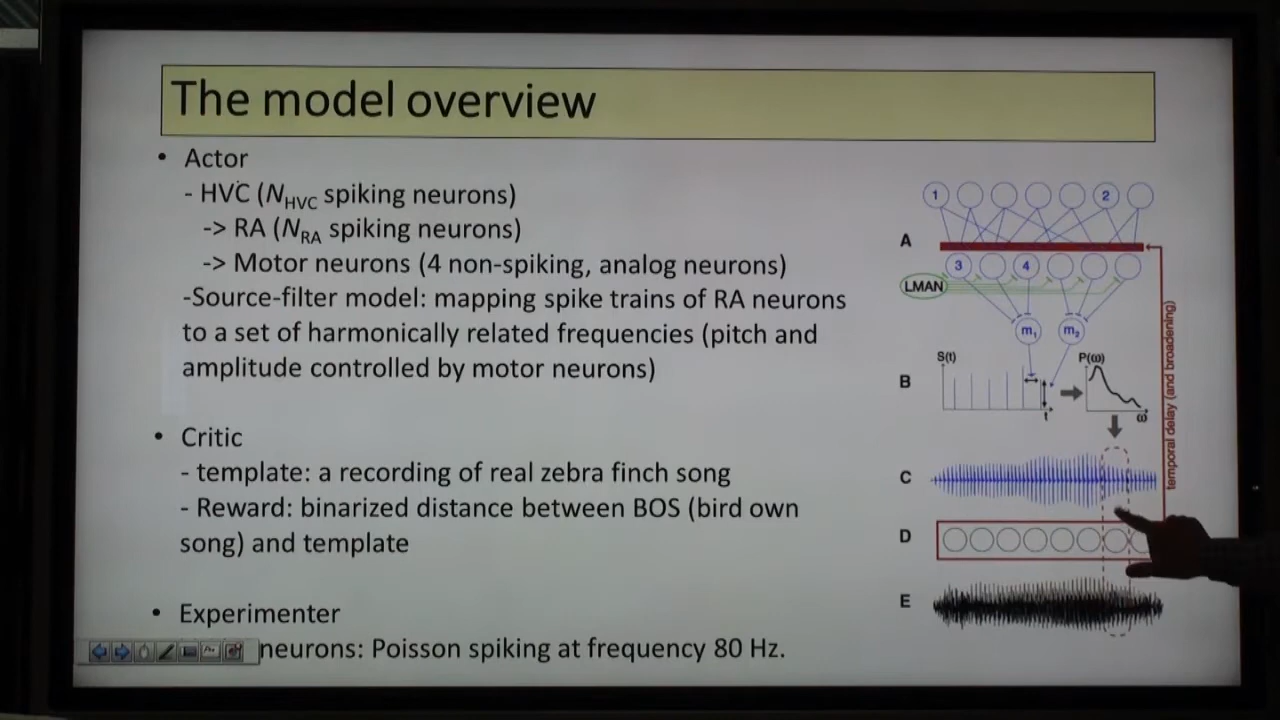 The model overview
• Actor
- HVC (NHVC spiking neurons)
-> RA (NRA spiking neurons)
-> Motor neurons (4 non-spiking, analog neurons)
-Source-filter model: mapping spike trains of RA neurons
to a set of harmonically related frequencies (pitch and
amplitude controlled by motor neurons)
• Critic
- template: a recording of real zebra finch song
- Reward: binarized distance between BOS (bird own
song) and template
• Experimenter
neurons: Poisson spiking at frequency 80 Hz.
1 2
A
3 4
LMAN
m1 m2
S(t) P(ω)
B
t ω
C
D
E
temporal delay (and broadening)